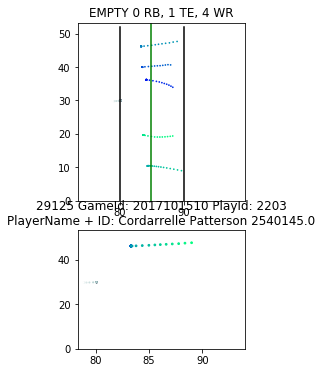 EMPTY 0 RB, 1 TE, 4 WR
50
40
30
20
10
0
80 90
29125 GameId: 2017101510 PlayId: 2203
PlayerName + ID: Cordarrelle Patterson 2540145.0
40
20
0
80 85 90